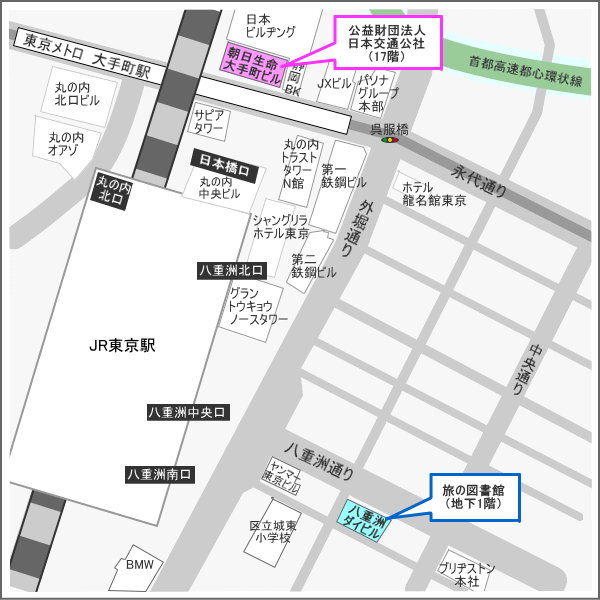 日本
ビルヂング
公益財団法人
日本交通公社
(17階)
東京メトロ 大手町駅
朝日生命
大手町ビル
静岡
BK
JXビル
パソナ
グループ
本部
首都高速都心環状線
丸の内
北口ビル
サピア
タワー
呉服橋
丸の内
オアゾ
日本橋口
丸の内
トラスト
タワー
N館
第一
鉄鋼ビル
永代通り
丸の内
北口
丸の内
中央ビル
ホテル
龍名館東京
外堀通り
シャングリラ
ホテル東京
第二
鉄鋼ビル
八重洲北口
グラン
トウキョウ
ノースタワー
JR東京駅
中央通り
八重洲中央口
八重洲通り
八重洲南口
ヤンマー
東京ビル
旅の図書館
(地下1階)
区立城東
小学校
八重洲
ダイビル
BMW
ブリヂストン
本社